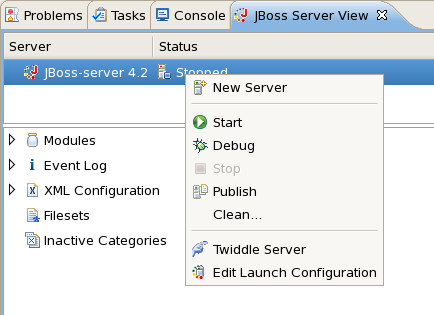 Problems Tasks Console JBoss Server View
Server Status
JBoss-server 4.2 Stopped
New Server
Start
Debug
Stop
Publish
Clean...
Twiddle Server
Edit Launch Configuration
Modules
Event Log
XML Configuration
Filesets
Inactive Categories